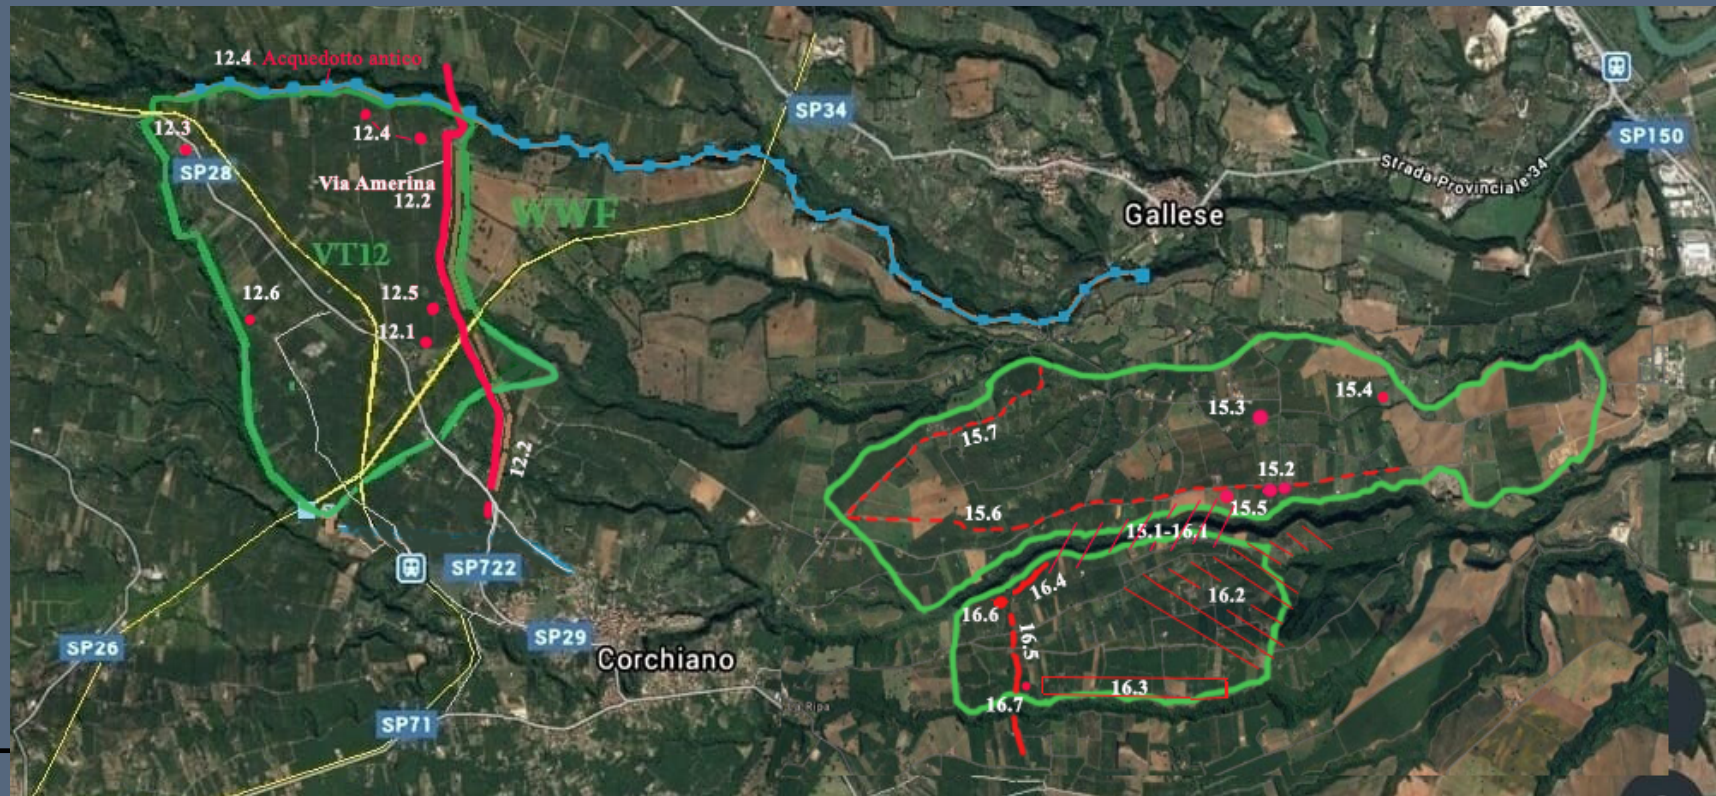 12.4 Acquedotto antico
SP34
SP150
12.3
12.4
SP28
Strada Provinciale 34
Via Amerina
12.2
WWF
Gallese
VT12
12.6
12.5
12.1
15.4
15.3
15.7
12.2
15.2
15.6
15.5
15.1-16.1
SP722
16.4
16.2
16.6
SP29
16.5
SP26
Corchiano
16.3
16.7
SP71